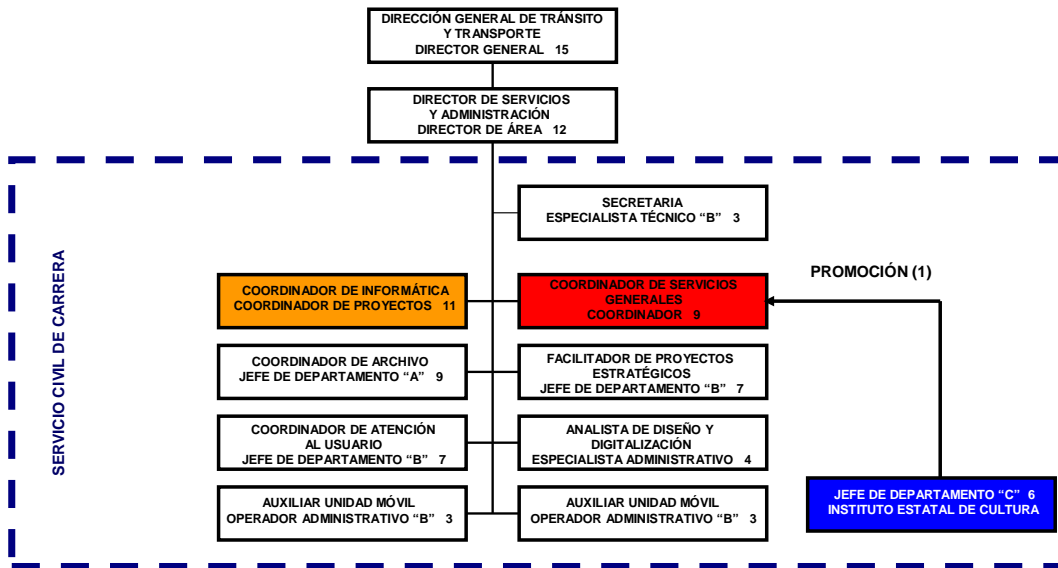 DIRECCIÓN GENERAL DE TRÁNSITO
Y TRANSPORTE
DIRECTOR GENERAL 15
DIRECTOR DE SERVICIOS
Y ADMINISTRACIÓN
DIRECTOR DE ÁREA 12
SERVICIO CIVIL DE CARRERA
SECRETARIA
ESPECIALISTA TÉCNICO “B” 3
PROMOCIÓN (1)
COORDINADOR DE INFORMÁTICA
COORDINADOR DE PROYECTOS 11
COORDINADOR DE SERVICIOS
GENERALES
COORDINADOR 9
COORDINADOR DE ARCHIVO
JEFE DE DEPARTAMENTO “A” 9
FACILITADOR DE PROYECTOS
ESTRATÉGICOS
JEFE DE DEPARTAMENTO “B” 7
COORDINADOR DE ATENCIÓN
AL USUARIO
JEFE DE DEPARTAMENTO “B” 7
ANALISTA DE DISEÑO Y
DIGITALIZACIÓN
ESPECIALISTA ADMINISTRATIVO 4
AUXILIAR UNIDAD MÓVIL
OPERADOR ADMINISTRATIVO “B” 3
AUXILIAR UNIDAD MÓVIL
OPERADOR ADMINISTRATIVO “B” 3
JEFE DE DEPARTAMENTO “C” 6
INSTITUTO ESTATAL DE CULTURA